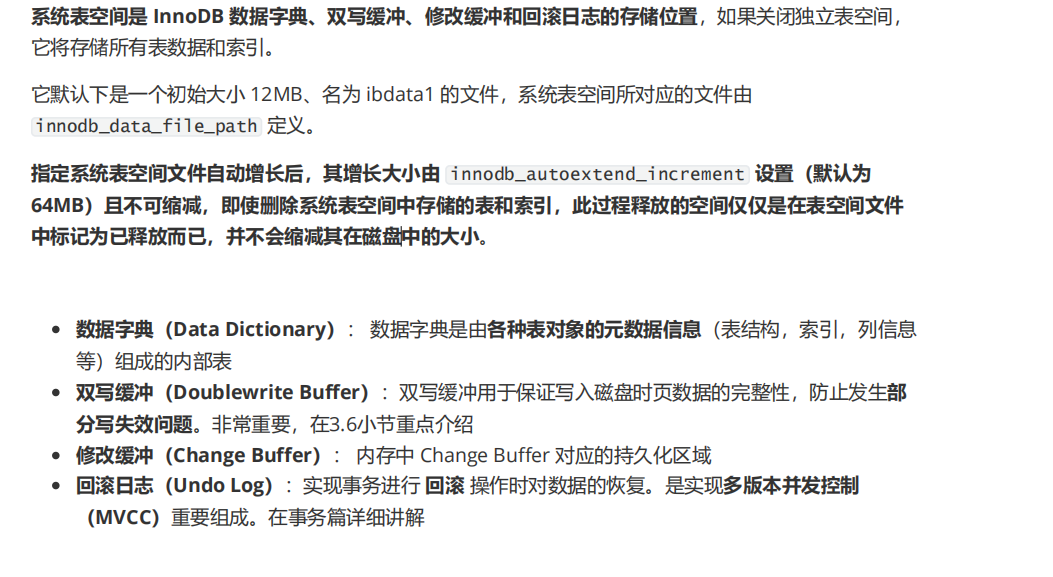 系统表空间是 InnoDB 数据字典、双写缓冲、修改缓冲和回滚日志的存储位置，如果关闭独立表空间，
它将存储所有表数据和索引。
它默认下是一个初始大小 12MB、名为 ibdata1 的文件，系统表空间所对应的文件由
innodb_data_file_path 定义。
指定系统表空间文件自动增长后，其增长大小由 innodb_autoextend_increment 设置（默认为
64MB）且不可缩减，即使删除系统表空间中存储的表和索引，此过程释放的空间仅仅是在表空间文件
中标记为已释放而已，并不会缩减其在磁盘中的大小。
• 数据字典（Data Dictionary）： 数据字典是由各种表对象的元数据信息（表结构，索引，列信息
等）组成的内部表
• 双写缓冲（Doublewrite Buffer）：双写缓冲用于保证写入磁盘时页数据的完整性，防止发生部
分写失效问题。非常重要，在3.6小节重点介绍
• 修改缓冲（Change Buffer）： 内存中 Change Buffer 对应的持久化区域
• 回滚日志（Undo Log）：实现事务进行 回滚 操作时对数据的恢复。是实现多版本并发控制
（MVCC）重要组成。在事务篇详细讲解